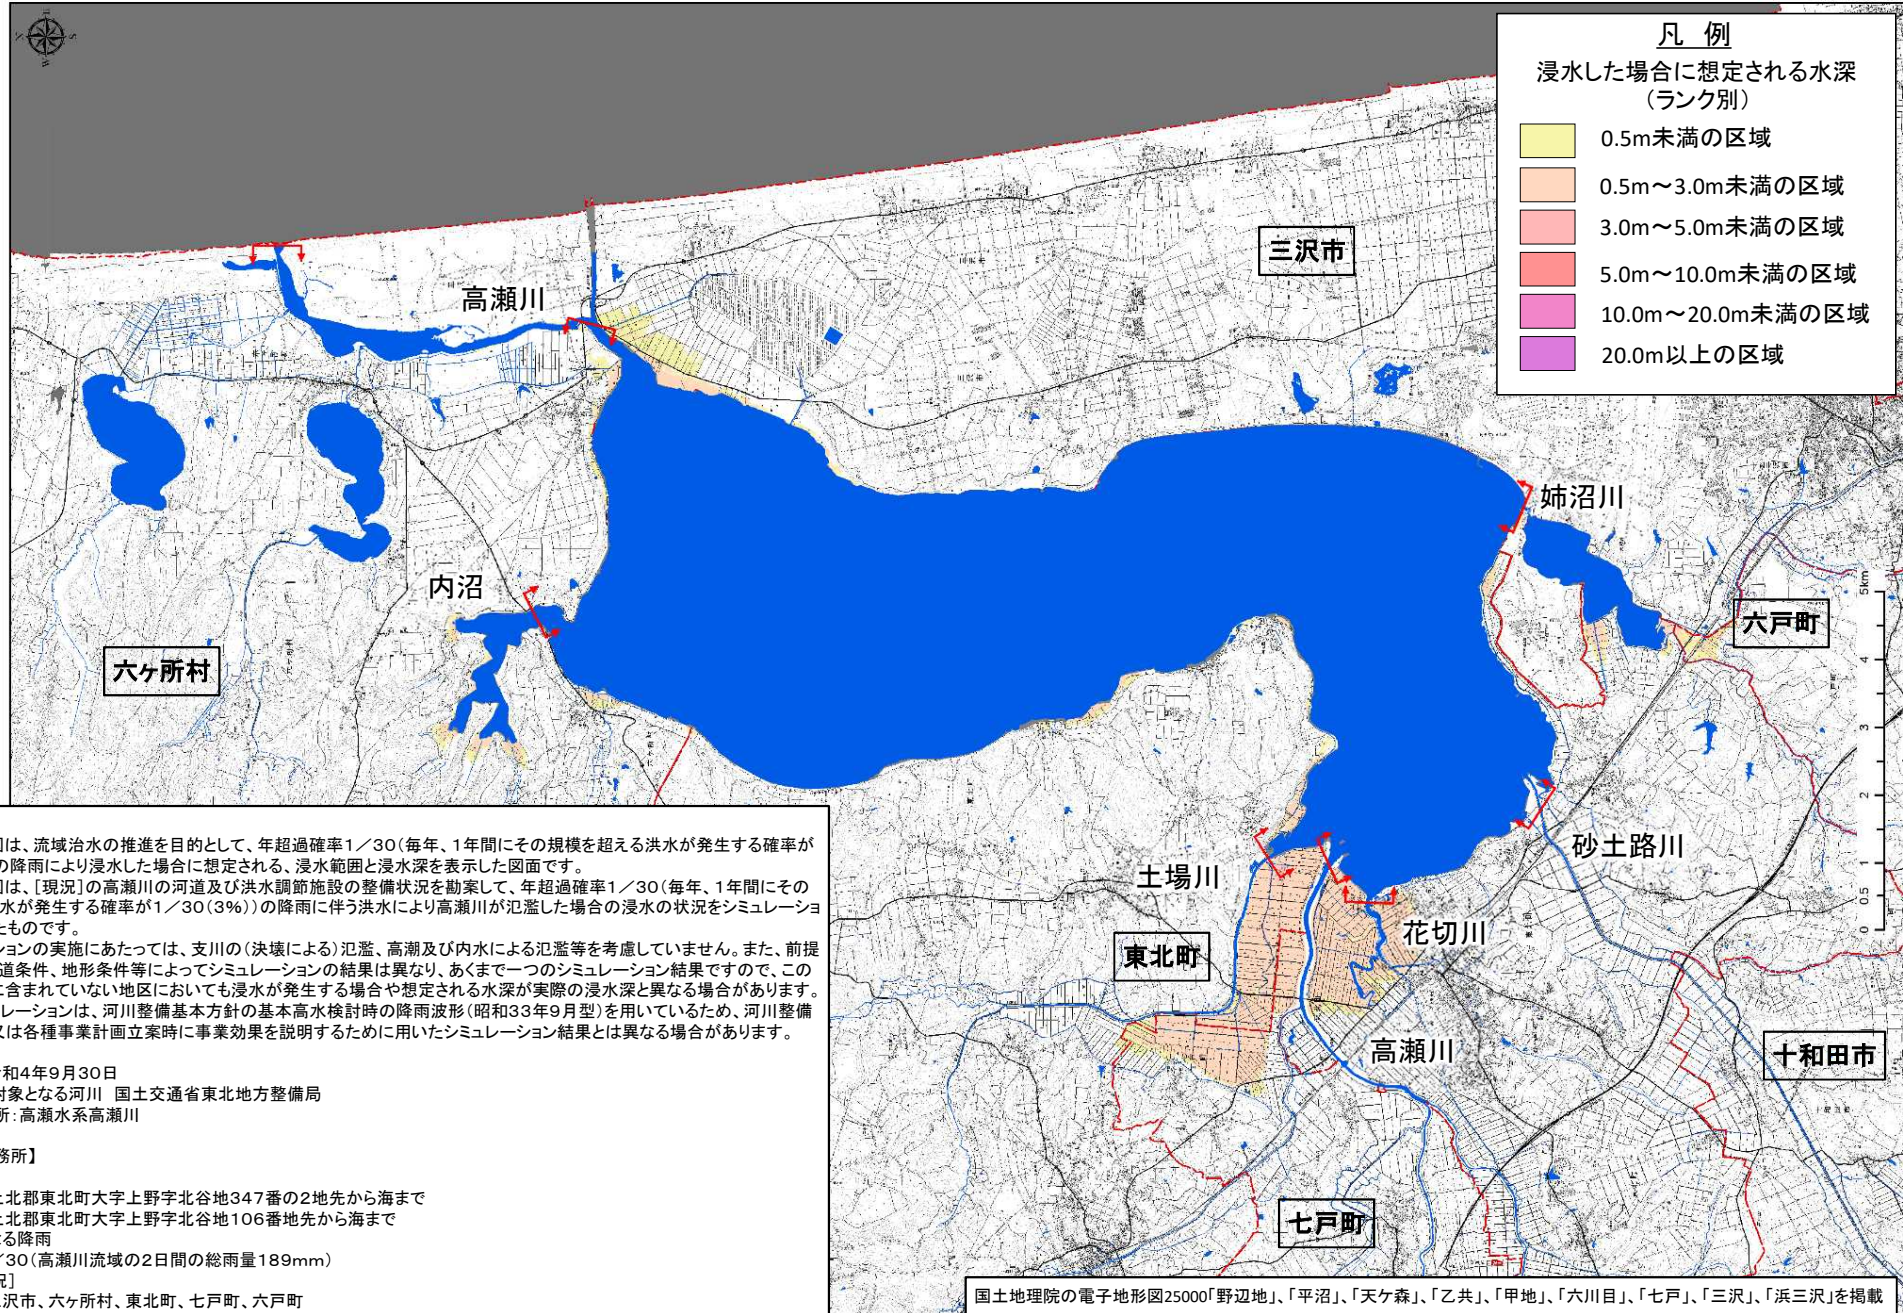 凡 例
浸水した場合に想定される水深
(ランク別)
0.5m未満の区域
0.5m～3.0m未満の区域
3.0m～5.0m未満の区域
5.0m～10.0m未満の区域
10.0m～20.0m未満の区域
20.0m以上の区域
三沢市
高瀬川
姉沼川
内沼
六戸町
六ヶ所村
5km
4
3
2
1
0.5
0
砂土路川
土場川
花切川
東北町
高瀬川
十和田市
七戸町
は、流域治水の推進を目的として、年超過確率1／30(毎年、1年間にその規模を超える洪水が発生する確率が
の降雨により浸水した場合に想定される、浸水範囲と浸水深を表示した図面です。
は、[現況]の高瀬川の河道及び洪水調節施設の整備状況を勘案して、年超過確率1／30(毎年、1年間にその
水が発生する確率が1／30(3%))の降雨に伴う洪水により高瀬川が氾濫した場合の浸水の状況をシミュレーショ
たものです。
ションの実施にあたっては、支川の(決壊による)氾濫、高潮及び内水による氾濫等を考慮していません。また、前提
道条件、地形条件等によってシミュレーションの結果は異なり、あくまで一つのシミュレーション結果ですので、この
に含まれていない地区においても浸水が発生する場合や想定される水深が実際の浸水深と異なる場合があります。
レーションは、河川整備基本方針の基本高水検討時の降雨波形(昭和33年9月型)を用いているため、河川整備
又は各種事業計画立案時に事業効果を説明するために用いたシミュレーション結果とは異なる場合があります。
和4年9月30日
対象となる河川 国土交通省東北地方整備局
所：高瀬水系高瀬川
務所】
上北郡東北町大字上野字北谷地347番の2地先から海まで
上北郡東北町大字上野字北谷地106番地先から海まで
る降雨
／30(高瀬川流域の2日間の総雨量189mm)
況]
沢市、六ヶ所村、東北町、七戸町、六戸町
国土地理院の電子地形図25000「野辺地」、「平沼」、「天ケ森」、「乙共」、「甲地」、「六川目」、「七戸」、「三沢」、「浜三沢」を掲載